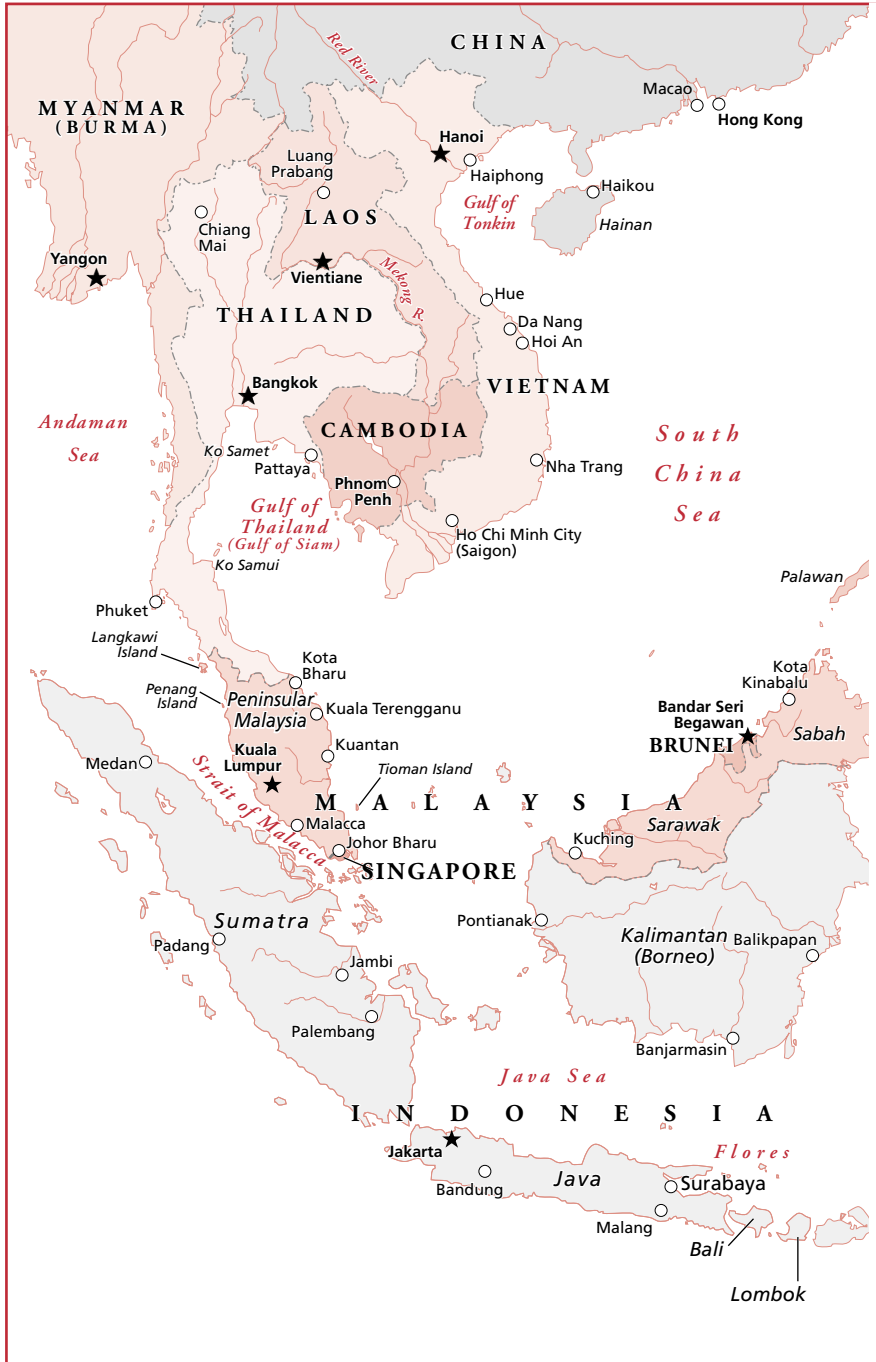 CHINA
Red River
Macao
Hong Kong
MYANMAR
(BURMA)
Hanoi
Haiphong
Luang
Prabang
LAOS
Gulf of
Tonkin
Haikou
Hainan
Chiang
Mai
Yangon
Vientiane
Mekong R.
Hue
THAILAND
Da Nang
Hoi An
Bangkok
VIETNAM
Andaman
Sea
CAMBODIA
South
China
Sea
Ko Samet
Pattaya
Nha Trang
Phnom
Penh
Gulf of
Thailand
(Gulf of Siam)
Ho Chi Minh City
(Saigon)
Ko Samui
Palawan
Phuket
Langkawi
Island
Kota
Bharu
Kota
Kinabalu
Penang
Island
Peninsular
Malaysia
Kuala Terengganu
Bandar Seri
Begawan
BRUNEI
Sabah
Kuala
Lumpur
Kuantan
Medan
Strait of Malacca
Tioman Island
MALAYSIA
Malacca
Sarawak
Johor Bharu
Kuching
SINGAPORE
Sumatra
Pontianak
Kalimantan
(Borneo)
Balikpapan
Padang
Jambi
Palembang
Banjarmasin
Java Sea
INDONESIA
Jakarta
Flores
Bandung
Java
Surabaya
Malang
Bali
Lombok